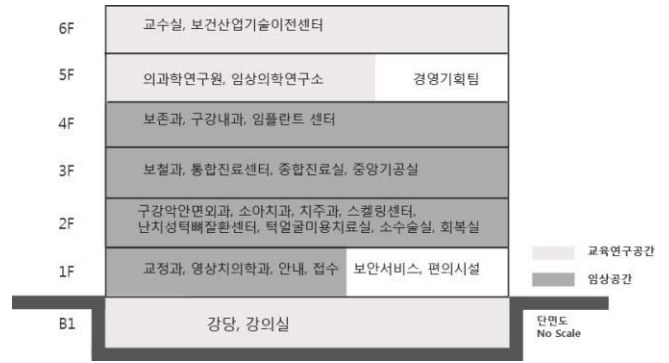 6F 교수실, 보건산업기술이전센터
5F 의과학연구원, 임상의학연구소 경영기획팀
4F 보존과, 구강내과, 임플란트 센터
3F 보철과, 통합진료센터, 종합진료실, 중앙기공실
2F 구강악안면외과, 소아치과, 치주과, 스켈링센터,
난치성턱뼈질환센터, 턱얼굴미용치료실, 소수술실, 회복실
1F 교정과, 영상치의학과, 안내, 접수 보안서비스, 편의시설
B1 강당, 강의실
교육연구공간
임상공간
단면도
No Scale